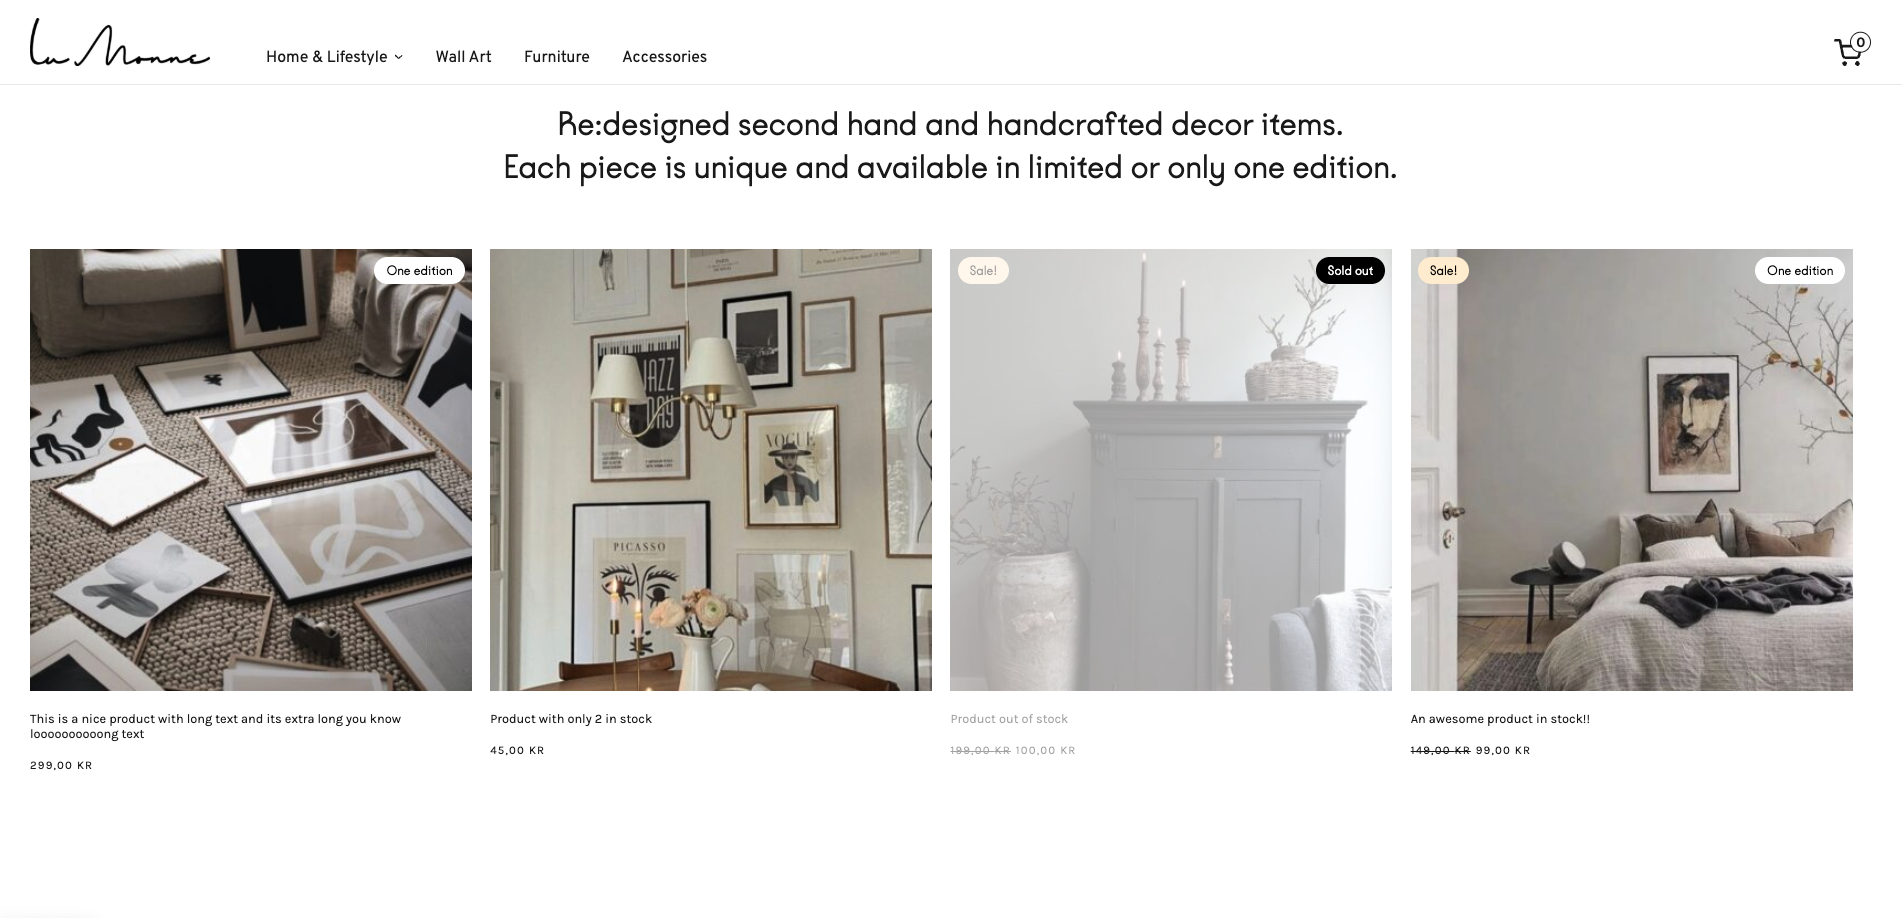 Lu Monne
Home & Lifestyle
Wall Art
Furniture
Accessories
0
Re:designed second hand and handcrafted decor items.
Each piece is unique and available in limited or only one edition.
One edition
JAZZ
DAY
VOGUE
PICASSO
This is a nice product with long text and its extra long you know
loooooooooong text
299,00 KR
Product with only 2 in stock
45,00 KR
Sale!
Sold out
Product out of stock
199,00 KR 100,00 KR
Sale!
One edition
An awesome product in stock!!
149,00 KR 99,00 KR